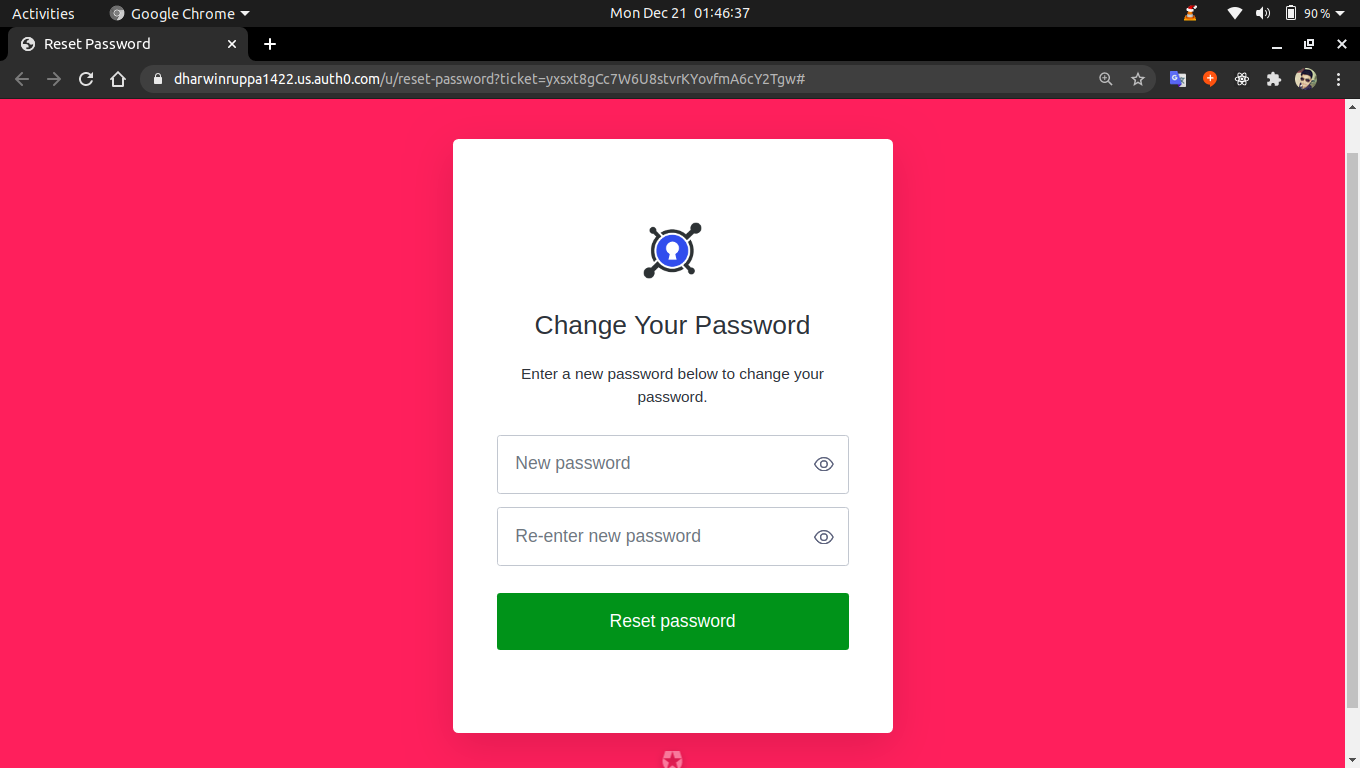 Activities
Google Chrome
Mon Dec 21 01:46:37
90 %
Reset Password
dharwinruppa1422.us.auth0.com/u/reset-password?ticket=yxsxt8gCc7W6U8stvrKYovfmA6cY2Tgw#
Change Your Password
Enter a new password below to change your
password.
New password
Re-enter new password
Reset password